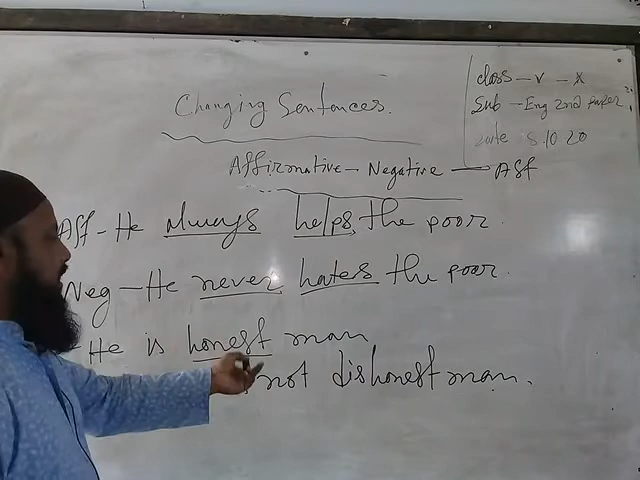 class - V - X
Sub - Eng 2nd paper
Date 5.10.20
Changing Sentences.
Affirmative - Negative - Aff
Aff - He always helps the poor.
Neg - He never hates the poor.
He is honest man
not dishonest man.